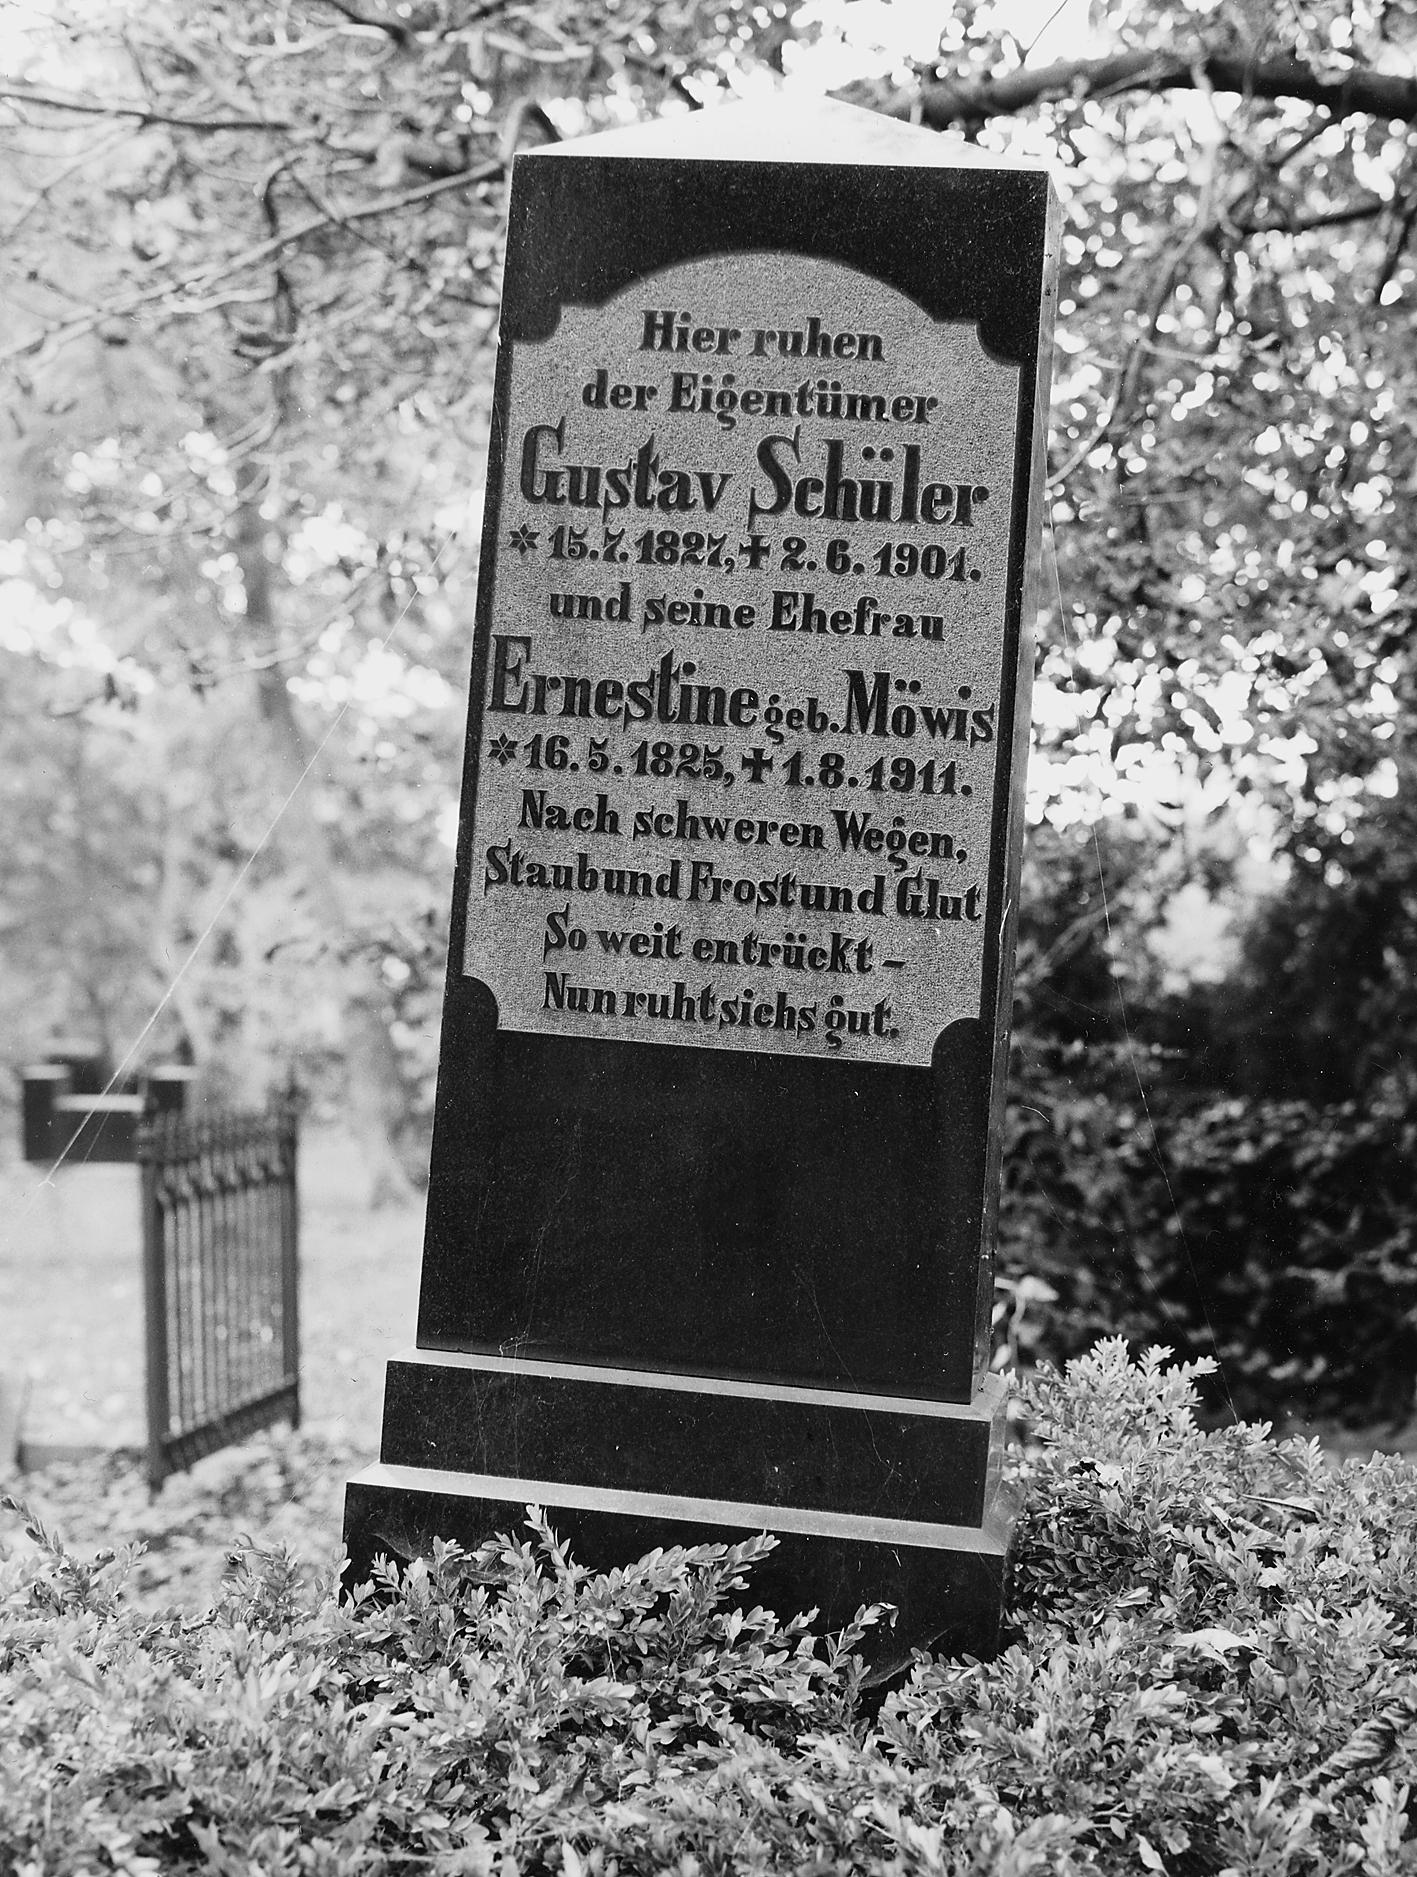 Hier ruhen
der Eigentümer
Gustav Schüler
* 15.7.1827, ✝ 2.6.1901.
und seine Ehefrau
Ernestine geb. Möwis
* 16.5.1825, ✝ 1.8.1911.
Nach schweren Wegen,
Staub und Frost und Glut
So weit entrückt –
Nun ruht sichs gut.